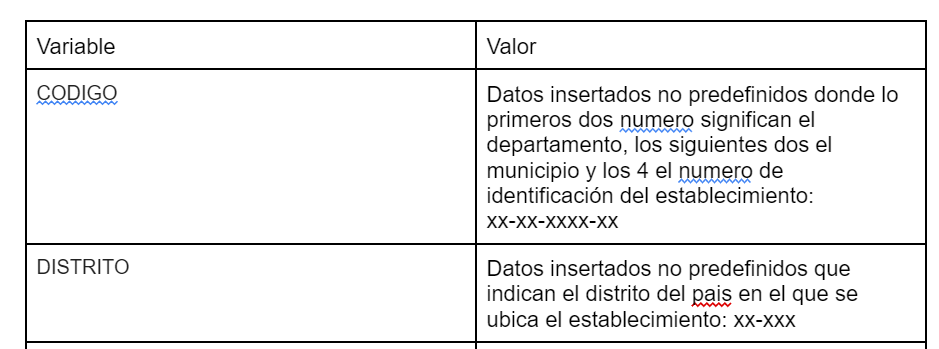 Variable
Valor
CODIGO
Datos insertados no predefinidos donde lo
primeros dos numero significan el
departamento, los siguientes dos el
municipio y los 4 el numero de
identificación del establecimiento:
xx-xx-xxxx-xx
DISTRITO
Datos insertados no predefinidos que
indican el distrito del pais en el que se
ubica el establecimiento: xx-xxx